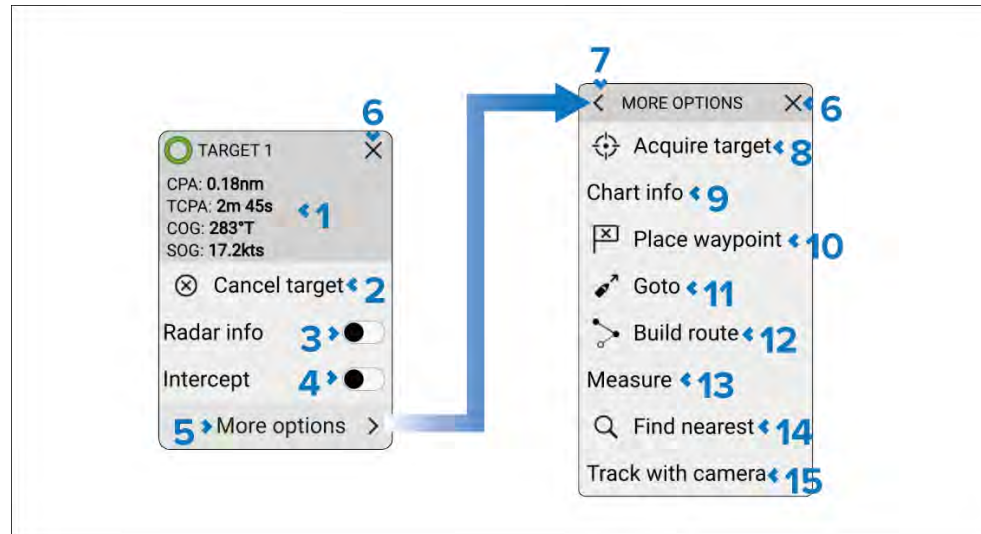 6
TARGET 1
CPA: 0.18nm
TCPA: 2m 45s
COG: 283°T
SOG: 17.2kts
1
Cancel target 2
Radar info 3
Intercept 4
5 More options
7
MORE OPTIONS 6
Acquire target 8
Chart info 9
Place waypoint 10
Goto 11
Build route 12
Measure 13
Find nearest 14
Track with camera 15